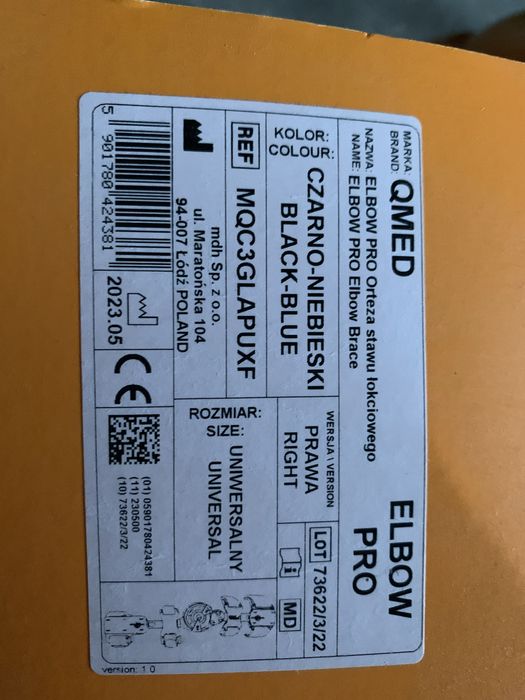 MARKA:
BRAND: QMED
ELBOW
PRO
NAZWA: ELBOW PRO Orteza stawu łokciowego
NAME: ELBOW PRO Elbow Brace
KOLOR:
COLOUR:
CZARNO-NIEBIESKI
BLACK-BLUE
WERSJA \ VERSION
PRAWA
RIGHT
LOT 73622/3/22
MD
REF MQC3GLAPUXF
ROZMIAR:
SIZE:
UNIWERSALNY
UNIVERSAL
mdh Sp. z o.o.
ul. Maratońska 104
94-007 Łódź POLAND
5 901780 424381
2023.05
CE
(01) 05901780424381
(11) 230500
(10) 73622/3/22
version: 1.0